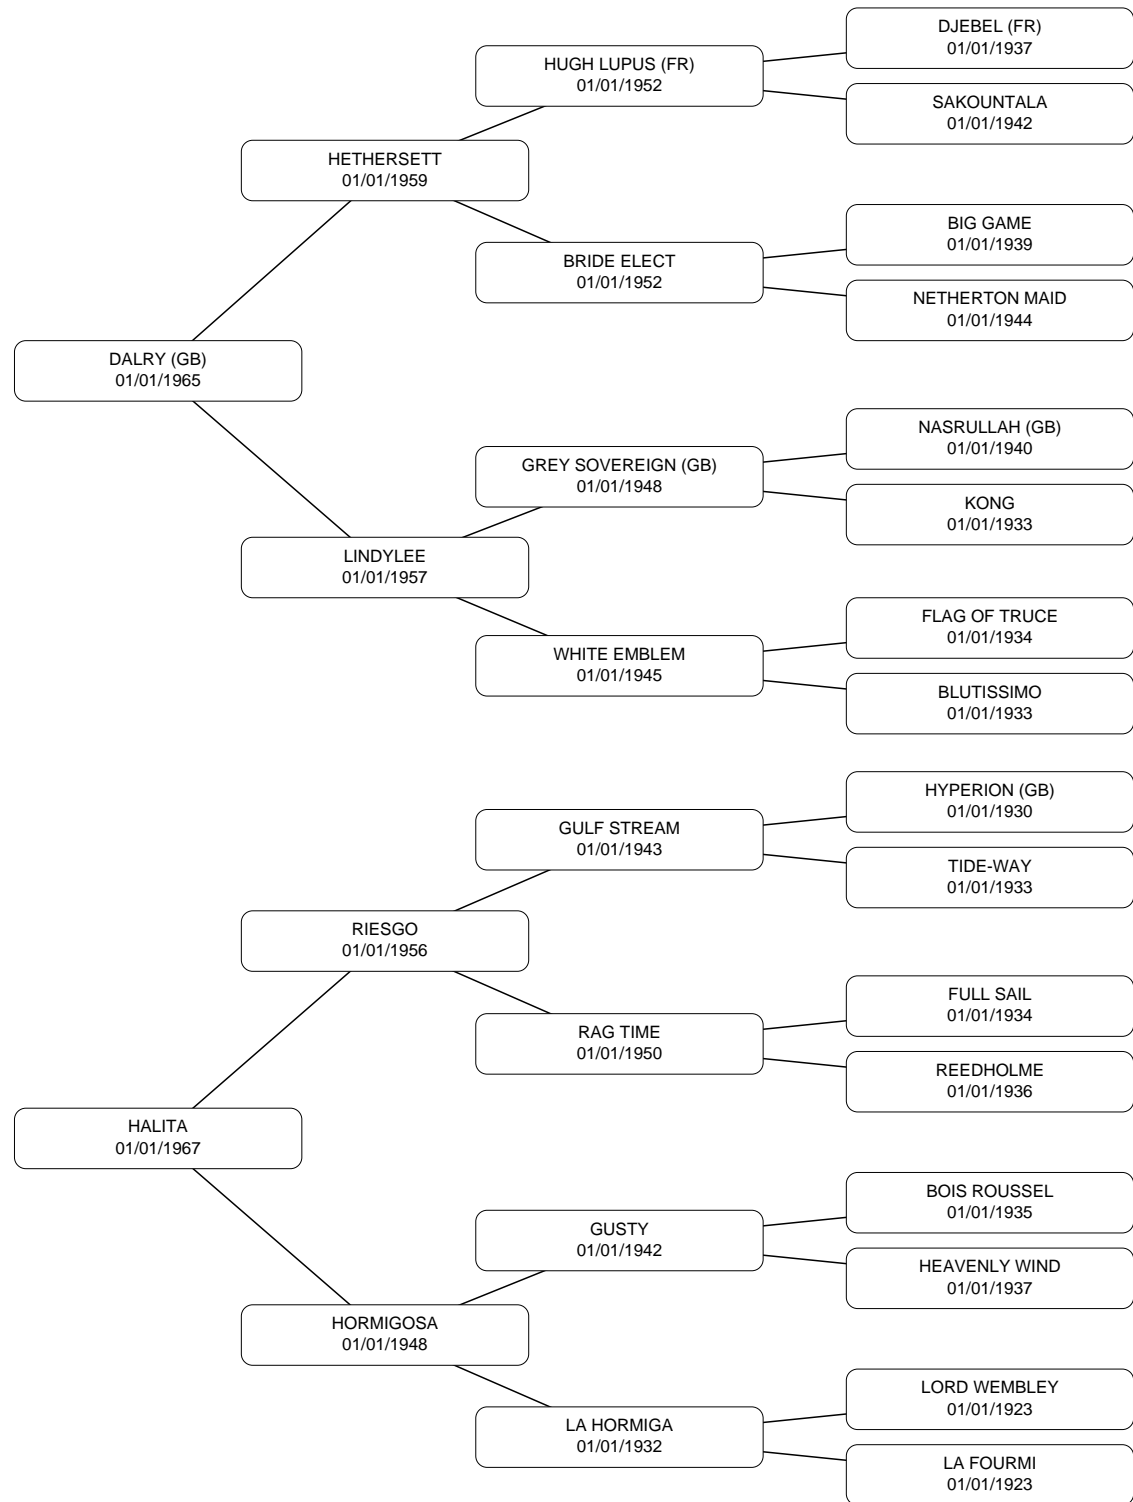 DJEBEL (FR)
01/01/1937
HUGH LUPUS (FR)
01/01/1952
SAKOUNTALA
01/01/1942
HETHERSETT
01/01/1959
BIG GAME
01/01/1939
BRIDE ELECT
01/01/1952
NETHERTON MAID
01/01/1944
DALRY (GB)
01/01/1965
NASRULLAH (GB)
01/01/1940
GREY SOVEREIGN (GB)
01/01/1948
KONG
01/01/1933
LINDYLEE
01/01/1957
FLAG OF TRUCE
01/01/1934
WHITE EMBLEM
01/01/1945
BLUTISSIMO
01/01/1933
HYPERION (GB)
01/01/1930
GULF STREAM
01/01/1943
TIDE-WAY
01/01/1933
RIESGO
01/01/1956
FULL SAIL
01/01/1934
RAG TIME
01/01/1950
REEDHOLME
01/01/1936
HALITA
01/01/1967
BOIS ROUSSEL
01/01/1935
GUSTY
01/01/1942
HEAVENLY WIND
01/01/1937
HORMIGOSA
01/01/1948
LORD WEMBLEY
01/01/1923
LA HORMIGA
01/01/1932
LA FOURMI
01/01/1923